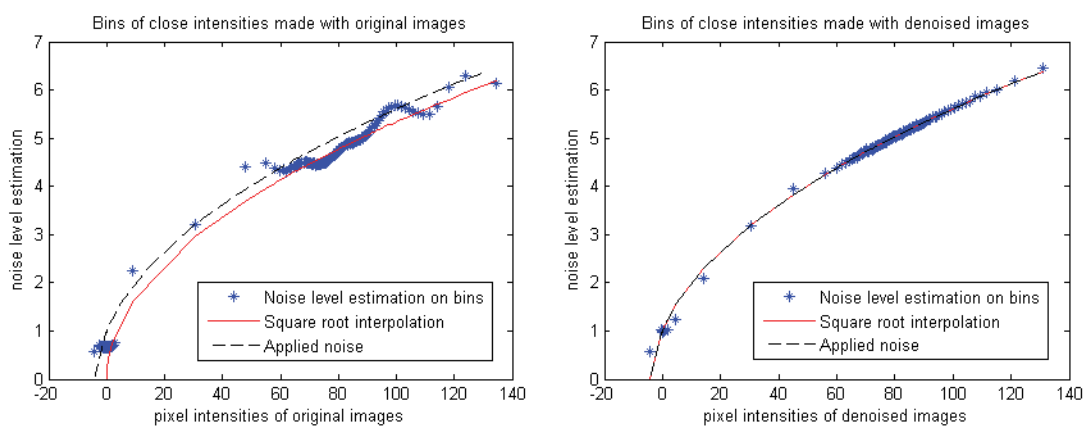 Bins of close intensities made with original images
7
6
5
4
3
2
1
0
noise level estimation
Noise level estimation on bins
Square root interpolation
Applied noise
-20 0 20 40 60 80 100 120 140
pixel intensities of original images
Bins of close intensities made with denoised images
7
6
5
4
3
2
1
0
noise level estimation
Noise level estimation on bins
Square root interpolation
Applied noise
-20 0 20 40 60 80 100 120 140
pixel intensities of denoised images